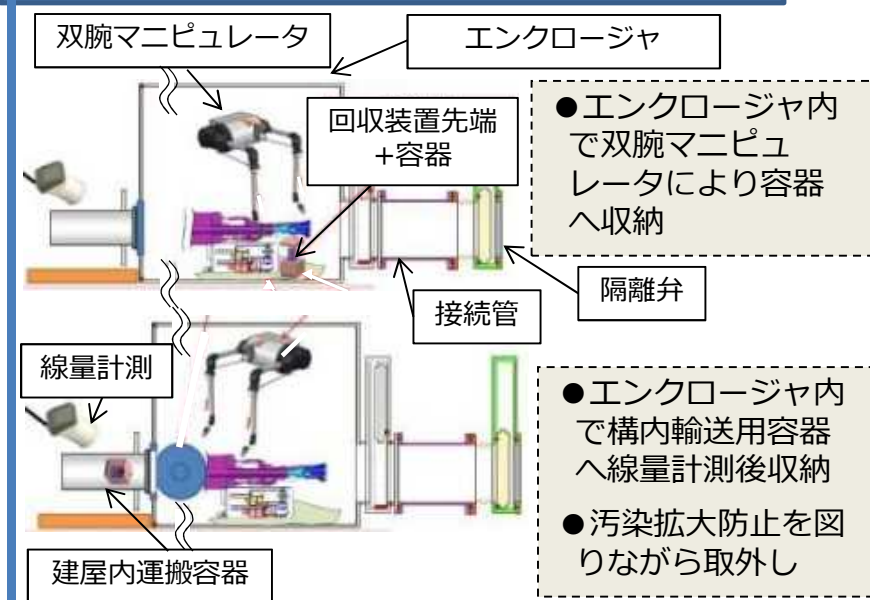 双腕マニピュレータ
エンクロージャ
回収装置先端
+容器
●エンクロージャ内
で双腕マニピュ
レータにより容器
へ収納
隔離弁
接続管
線量計測
●エンクロージャ内
で構内輸送用容器
へ線量計測後収納
●汚染拡大防止を図
りながら取外し
建屋内運搬容器